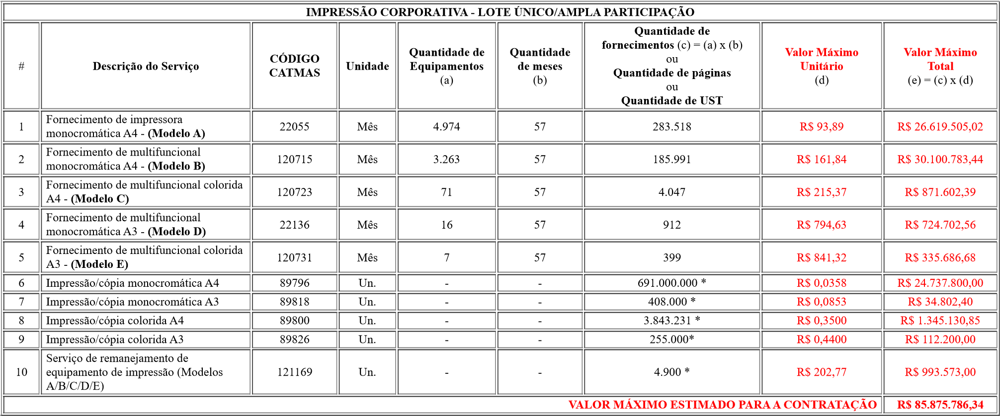 IMPRESSÃO CORPORATIVA - LOTE ÚNICO/AMPLA PARTICIPAÇÃO
#
Descrição do Serviço
CÓDIGO
CATMAS
Unidade
Quantidade de
Equipamentos
(a)
Quantidade
de meses
(b)
Quantidade de
fornecimentos (c) = (a) x (b)
ou
Quantidade de páginas
ou
Quantidade de UST
Valor Máximo
Unitário
(d)
Valor Máximo
Total
(e) = (c) x (d)
1
Fornecimento de impressora
monocromática A4 - (Modelo A)
22055
Mês
4.974
57
283.518
R$ 93,89
R$ 26.619.505,02
2
Fornecimento de multifuncional
monocromática A4 - (Modelo B)
120715
Mês
3.263
57
185.991
R$ 161,84
R$ 30.100.783,44
3
Fornecimento de multifuncional colorida
A4 - (Modelo C)
120723
Mês
71
57
4.047
R$ 215,37
R$ 871.602,39
4
Fornecimento de multifuncional
monocromática A3 - (Modelo D)
22136
Mês
16
57
912
R$ 794,63
R$ 724.702,56
5
Fornecimento de multifuncional colorida
A3 - (Modelo E)
120731
Mês
7
57
399
R$ 841,32
R$ 335.686,68
6
Impressão/cópia monocromática A4
89796
Un.
-
-
691.000.000 *
R$ 0,0358
R$ 24.737.800,00
7
Impressão/cópia monocromática A3
89818
Un.
-
-
408.000 *
R$ 0,0853
R$ 34.802,40
8
Impressão/cópia colorida A4
89800
Un.
-
-
3.843.231 *
R$ 0,3500
R$ 1.345.130,85
9
Impressão/cópia colorida A3
89826
Un.
-
-
255.000*
R$ 0,4400
R$ 112.200,00
10
Serviço de remanejamento de
equipamento de impressão (Modelos
A/B/C/D/E)
121169
Un.
-
-
4.900 *
R$ 202,77
R$ 993.573,00
VALOR MÁXIMO ESTIMADO PARA A CONTRATAÇÃO
R$ 85.875.786,34